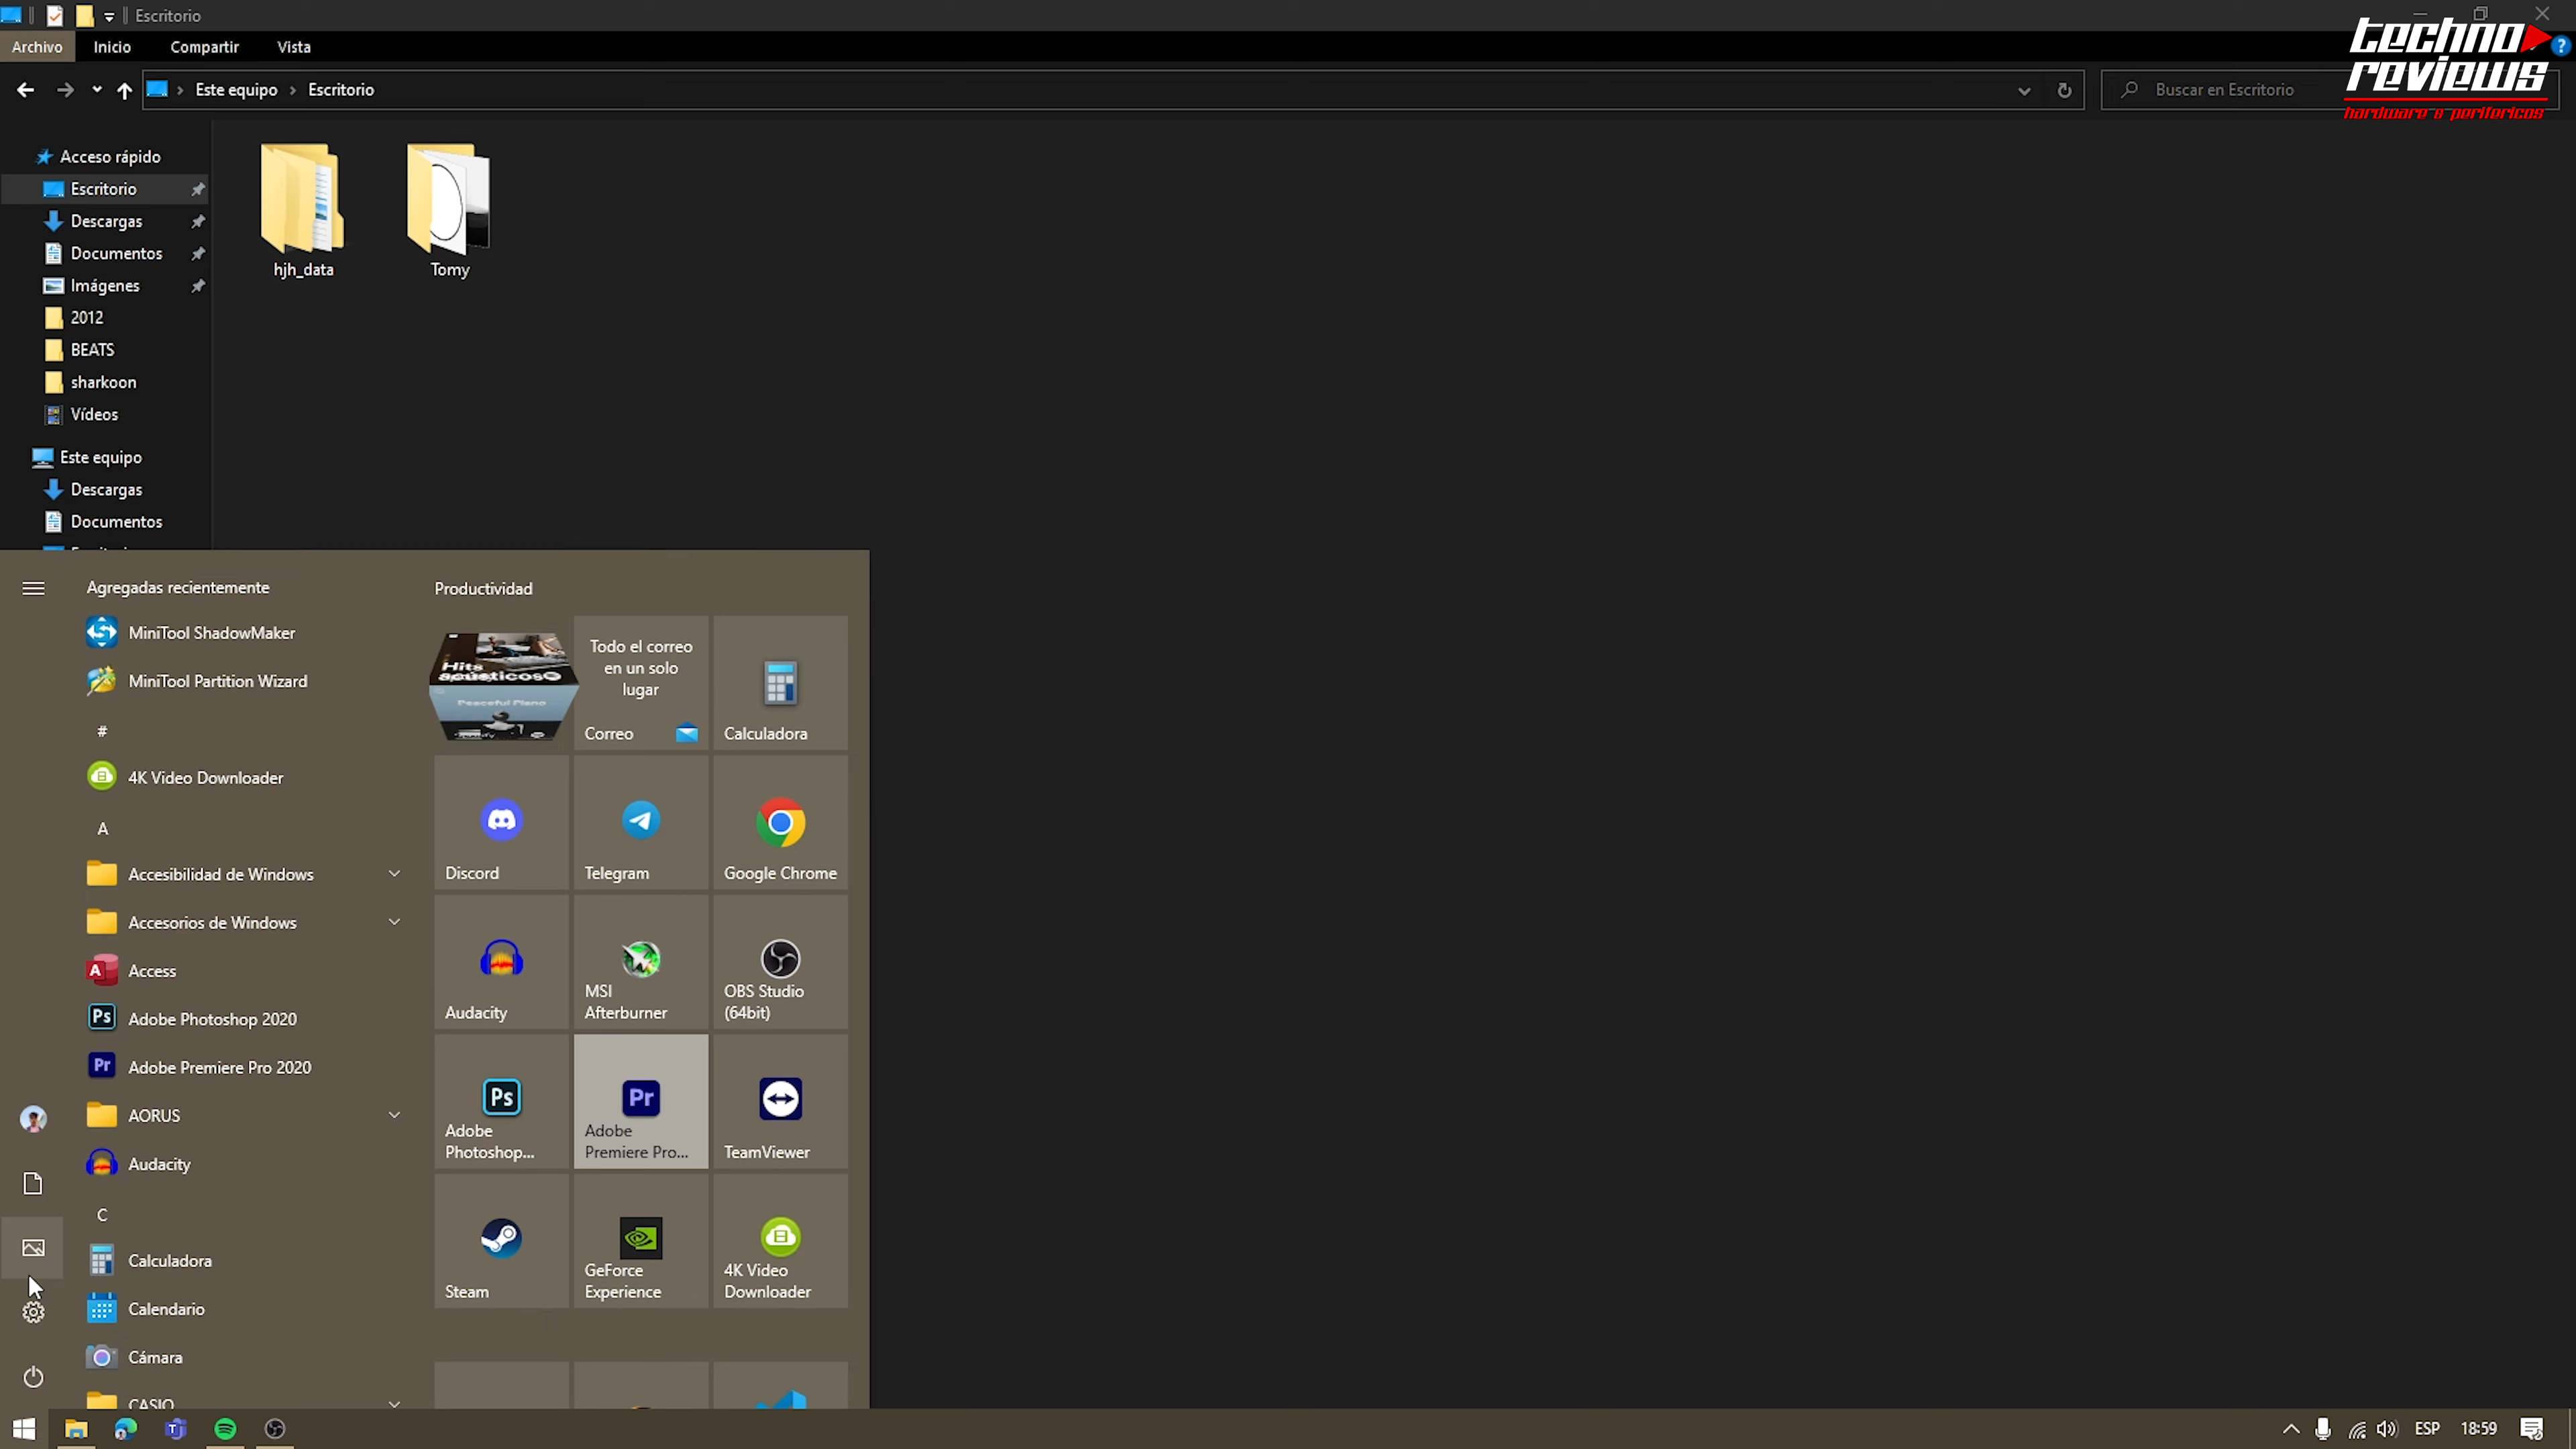 Escritorio
Archivo
Inicio
Compartir
Vista
techno
reviews
hardware & perifericos
?
Este equipo
Escritorio
Buscar en Escritorio
Acceso rápido
Escritorio
Descargas
Documentos
Imágenes
2012
BEATS
sharkoon
Vídeos
Este equipo
Descargas
Documentos
hjh_data
Tomy
Agregadas recientemente
MiniTool ShadowMaker
MiniTool Partition Wizard
#
4K Video Downloader
A
Accesibilidad de Windows
Accesorios de Windows
Access
Adobe Photoshop 2020
Adobe Premiere Pro 2020
AORUS
Audacity
C
Calculadora
Calendario
Cámara
CASIO
Productividad
Hits
acústicos
Peaceful Piano
Todo el correo
en un solo
lugar
Correo
Calculadora
Discord
Telegram
Google Chrome
Audacity
MSI
Afterburner
OBS Studio
(64bit)
Ps
Adobe
Photoshop...
Pr
Adobe
Premiere Pro...
TeamViewer
Steam
GeForce
Experience
4K Video
Downloader
ESP
18:59